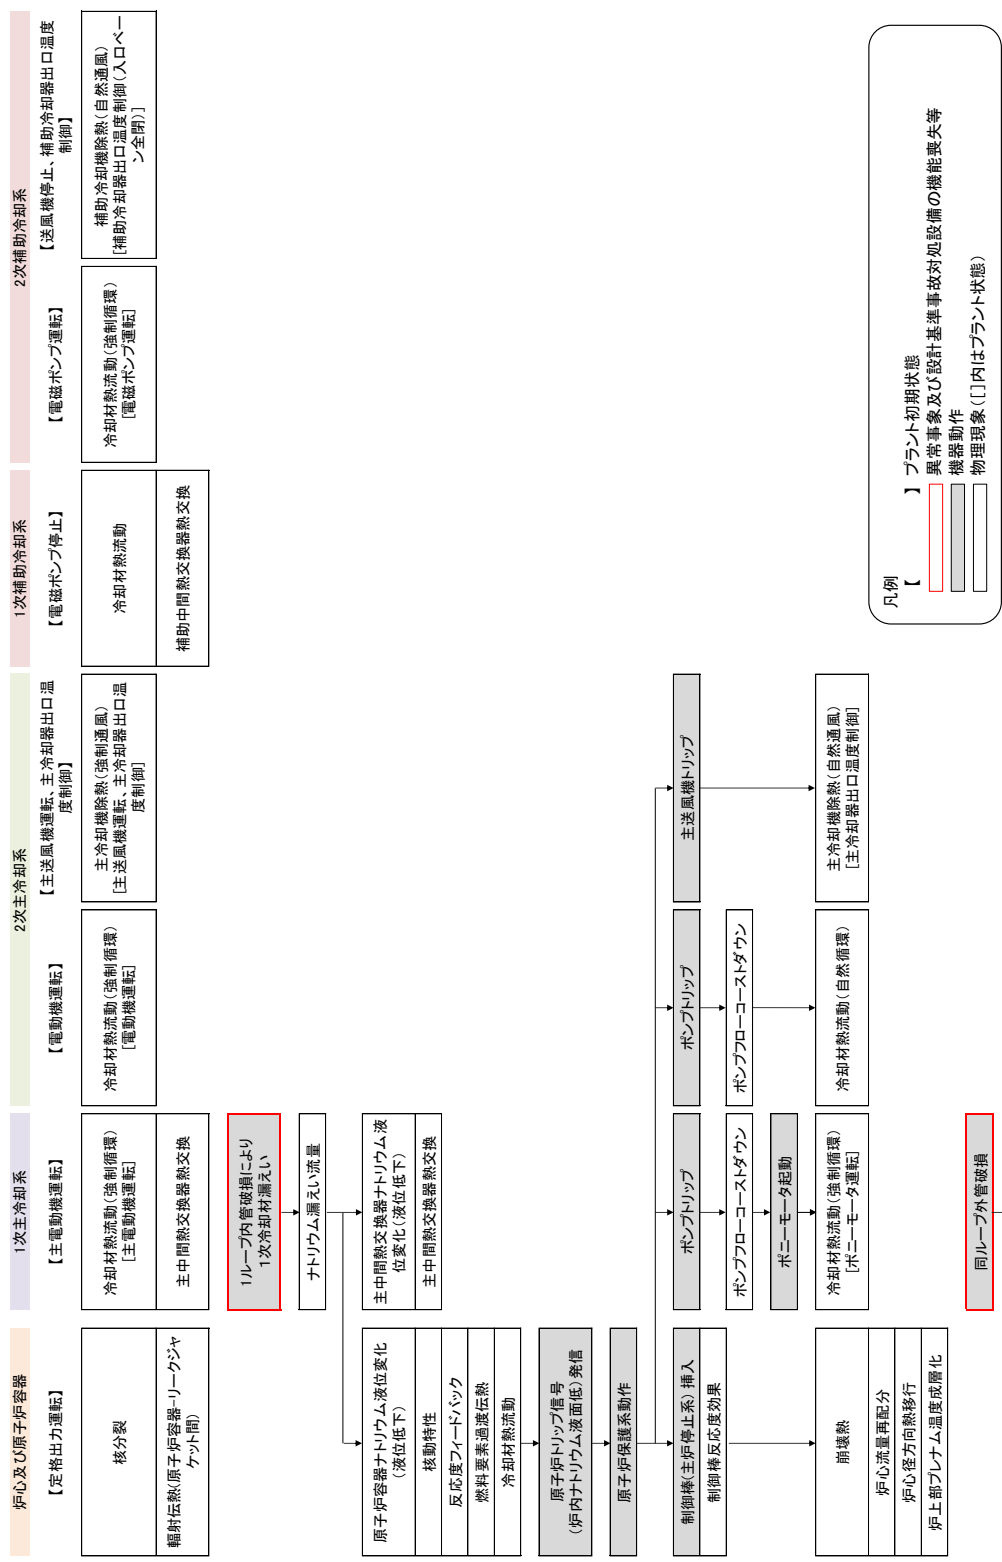 炉心及び原子炉容器
【定格出力運転】
核分裂
輻射伝熱(原子炉容器-リークジャ
ケット間)
原子炉容器ナトリウム液位変化
(液位低下)
核動特性
反応度フィードバック
燃料要素過渡伝熱
冷却材熱流動
原子炉トリップ信号
(炉内ナトリウム液面低)発信
原子炉保護系動作
制御棒(主炉停止系)挿入
制御棒反応度効果
崩壊熱
炉心流量再配分
炉心径方向熱移行
炉上部プレナム温度成層化
1次主冷却系
【主電動機運転】
冷却材熱流動(強制循環)
[主電動機運転]
主中間熱交換器熱交換
1ループ内管破損により
1次冷却材漏えい
ナトリウム漏えい流量
主中間熱交換器ナトリウム液
位変化(液位低下)
主中間熱交換器熱交換
ポンプトリップ
ポンプフローコーストダウン
ポニーモータ起動
冷却材熱流動(強制循環)
[ポニーモータ運転]
同ループ外管破損
2次主冷却系
【電動機運転】
冷却材熱流動(強制循環)
[電動機運転]
ポンプトリップ
ポンプフローコーストダウン
冷却材熱流動(自然循環)
【主送風機運転、主冷却器出口温
度制御】
主冷却機除熱(強制通風)
[主送風機運転、主冷却器出口温
度制御]
主送風機トリップ
主冷却機除熱(自然通風)
[主冷却器出口温度制御]
1次補助冷却系
【電磁ポンプ停止】
冷却材熱流動
補助中間熱交換器熱交換
2次補助冷却系
【電磁ポンプ運転】
冷却材熱流動(強制循環)
[電磁ポンプ運転]
【送風機停止、補助冷却器出口温度
制御】
補助冷却機除熱(自然通風)
[補助冷却器出口温度制御(入口ベー
ン全閉)]
凡例
【 】 プラント初期状態
異常事象及び設計基準事故対処設備の機能喪失等
機器動作
物理現象([]内はプラント状態)